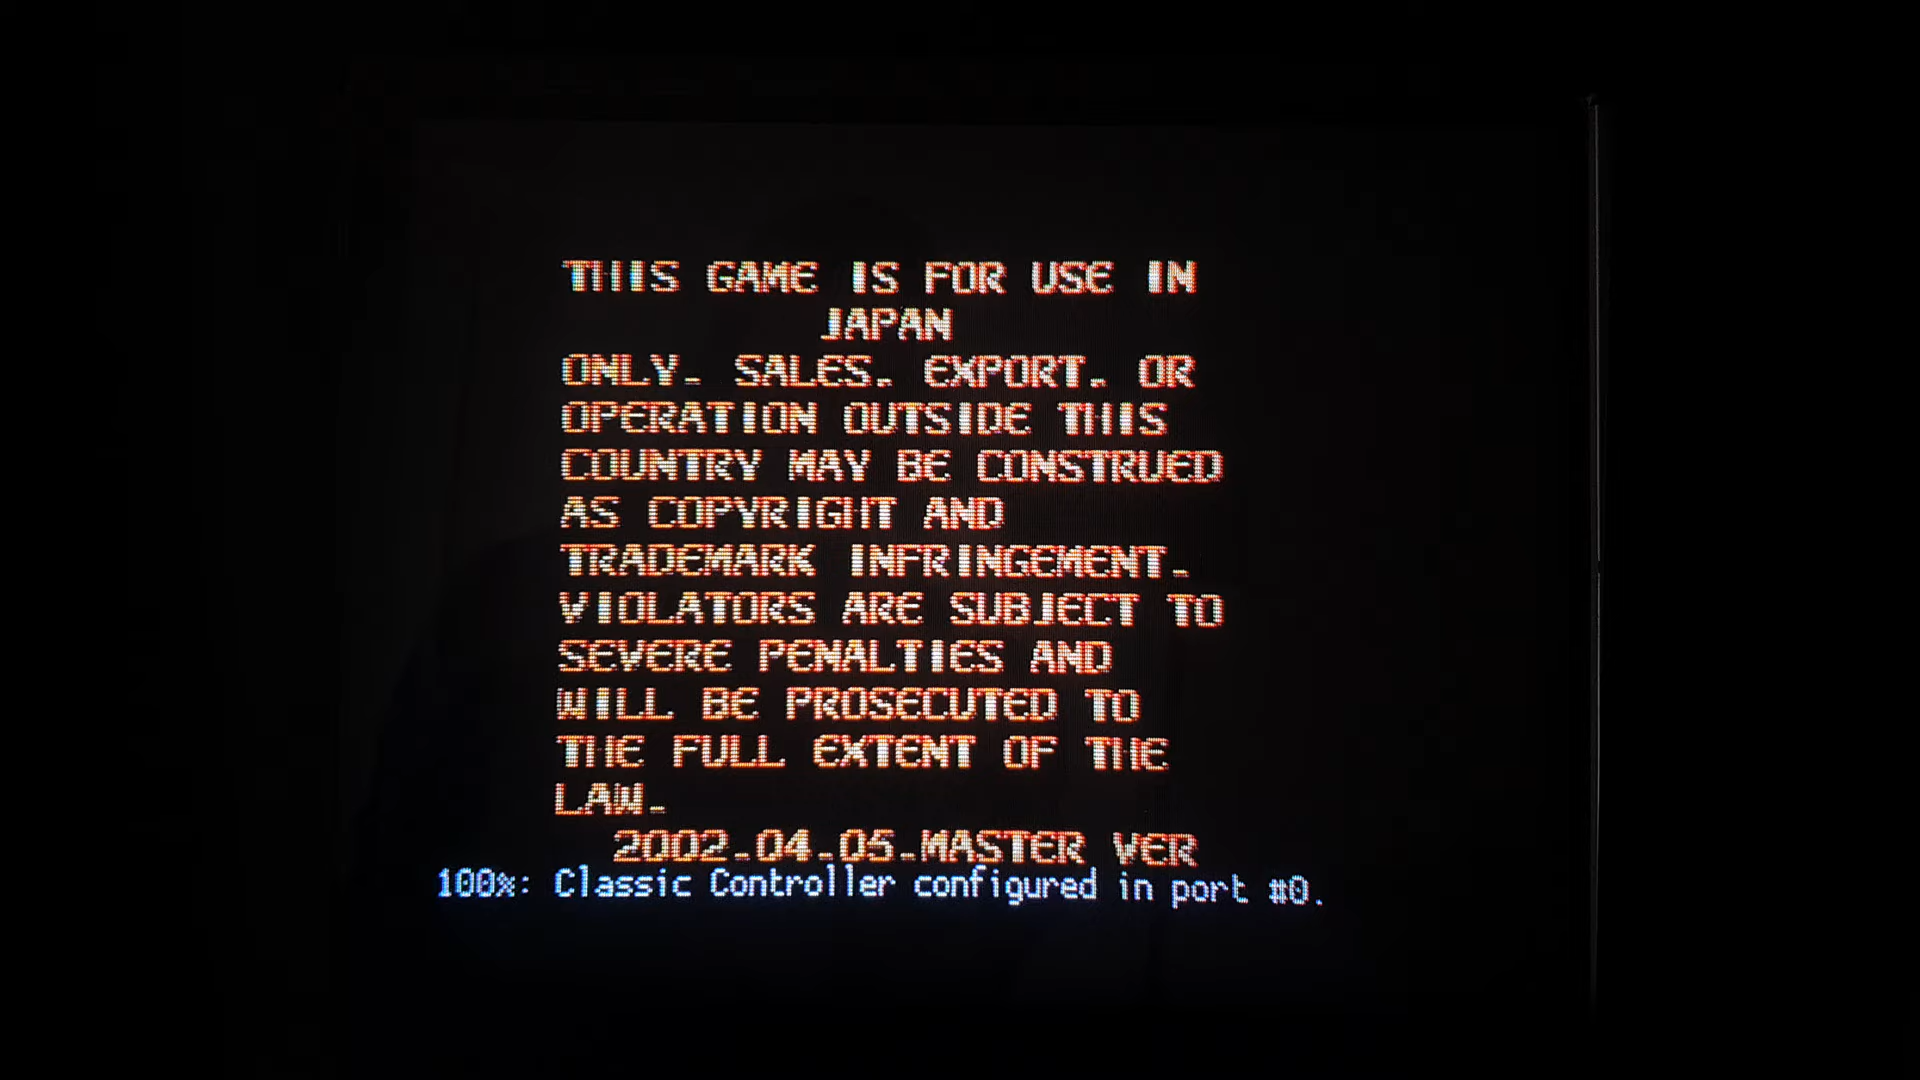 THIS GAME IS FOR USE IN
JAPAN
ONLY. SALES, EXPORT, OR
OPERATION OUTSIDE THIS
COUNTRY MAY BE CONSTRUED
AS COPYRIGHT AND
TRADEMARK INFRINGEMENT.
VIOLATORS ARE SUBJECT TO
SEVERE PENALTIES AND
WILL BE PROSECUTED TO
THE FULL EXTENT OF THE
LAW.
2002.04.05.MASTER VER
100%: Classic Controller configured in port #0.